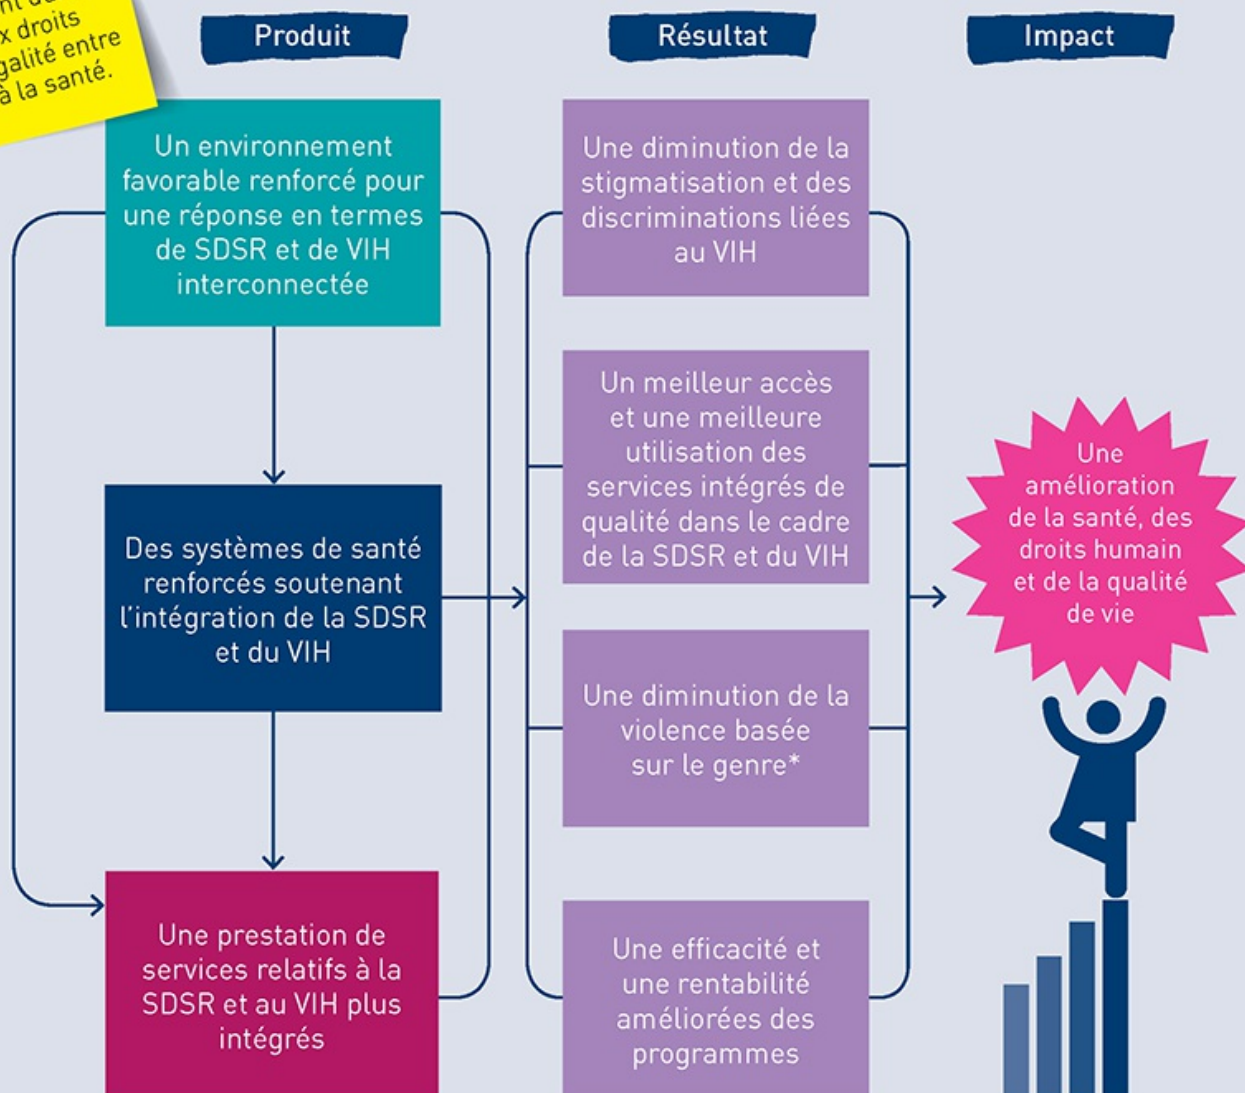 x droits
galité entre
à la santé.
Produit
Résultat
Impact
Un environnement
favorable renforcé pour
une réponse en termes
de SDSR et de VIH
interconnectée
Des systèmes de santé
renforcés soutenant
l'intégration de la SDSR
et du VIH
Une prestation de
services relatifs à la
SDSR et au VIH plus
intégrés
Une diminution de la
stigmatisation et des
discriminations liées
au VIH
Un meilleur accès
et une meilleure
utilisation des
services intégrés de
qualité dans le cadre
de la SDSR et du VIH
Une diminution de la
violence basée
sur le genre*
Une efficacité et
une rentabilité
améliorées des
programmes
Une
amélioration
de la santé, des
droits humain
et de la qualité
de vie